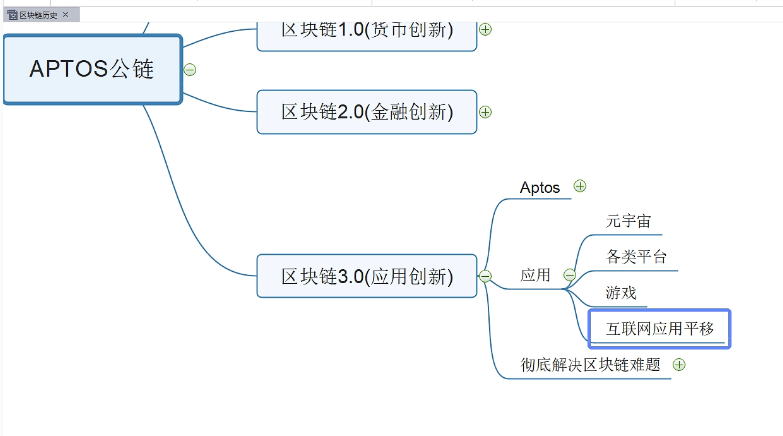 区块链历史
区块链1.0(货币创新)
APTOS公链
区块链2.0(金融创新)
Aptos
元宇宙
各类平台
区块链3.0(应用创新)
应用
游戏
互联网应用平移
彻底解决区块链难题